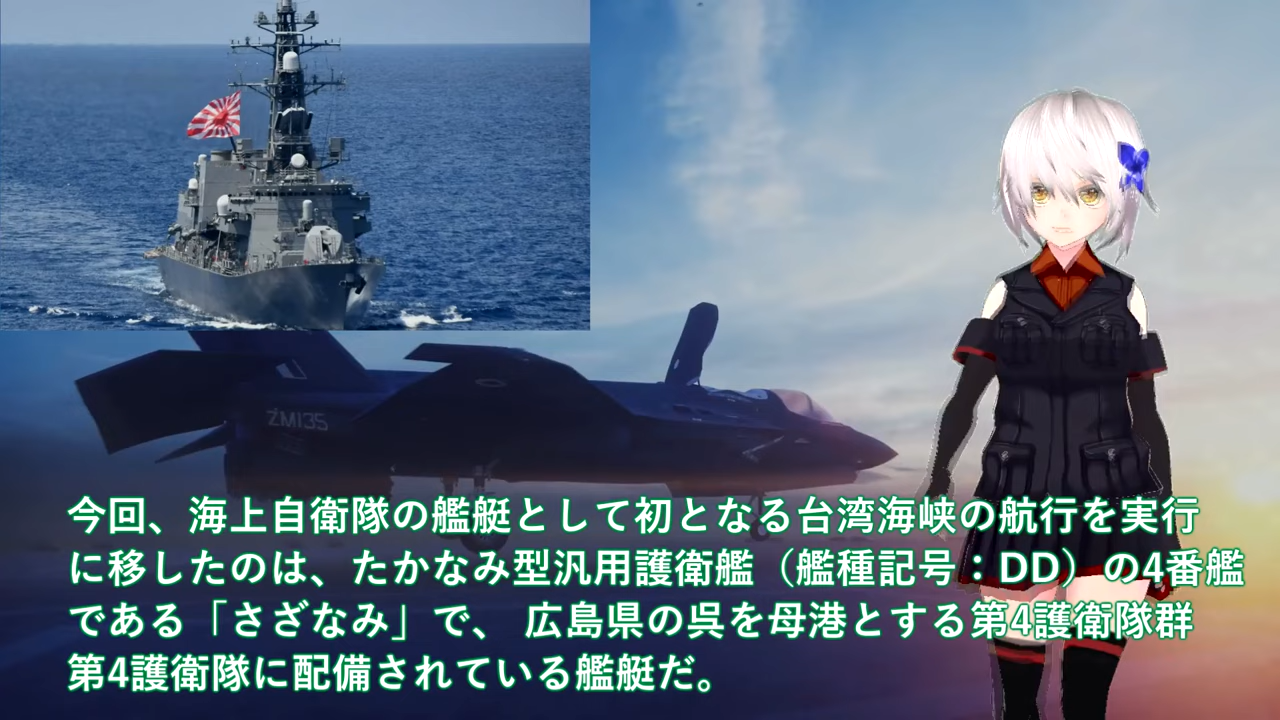 ZM135
今回、海上自衛隊の艦艇として初となる台湾海峡の航行を実行
に移したのは、たかなみ型汎用護衛艦（艦種記号：DD）の4番艦
である「さざなみ」で、 広島県の呉を母港とする第4護衛隊群
第4護衛隊に配備されている艦艇だ。